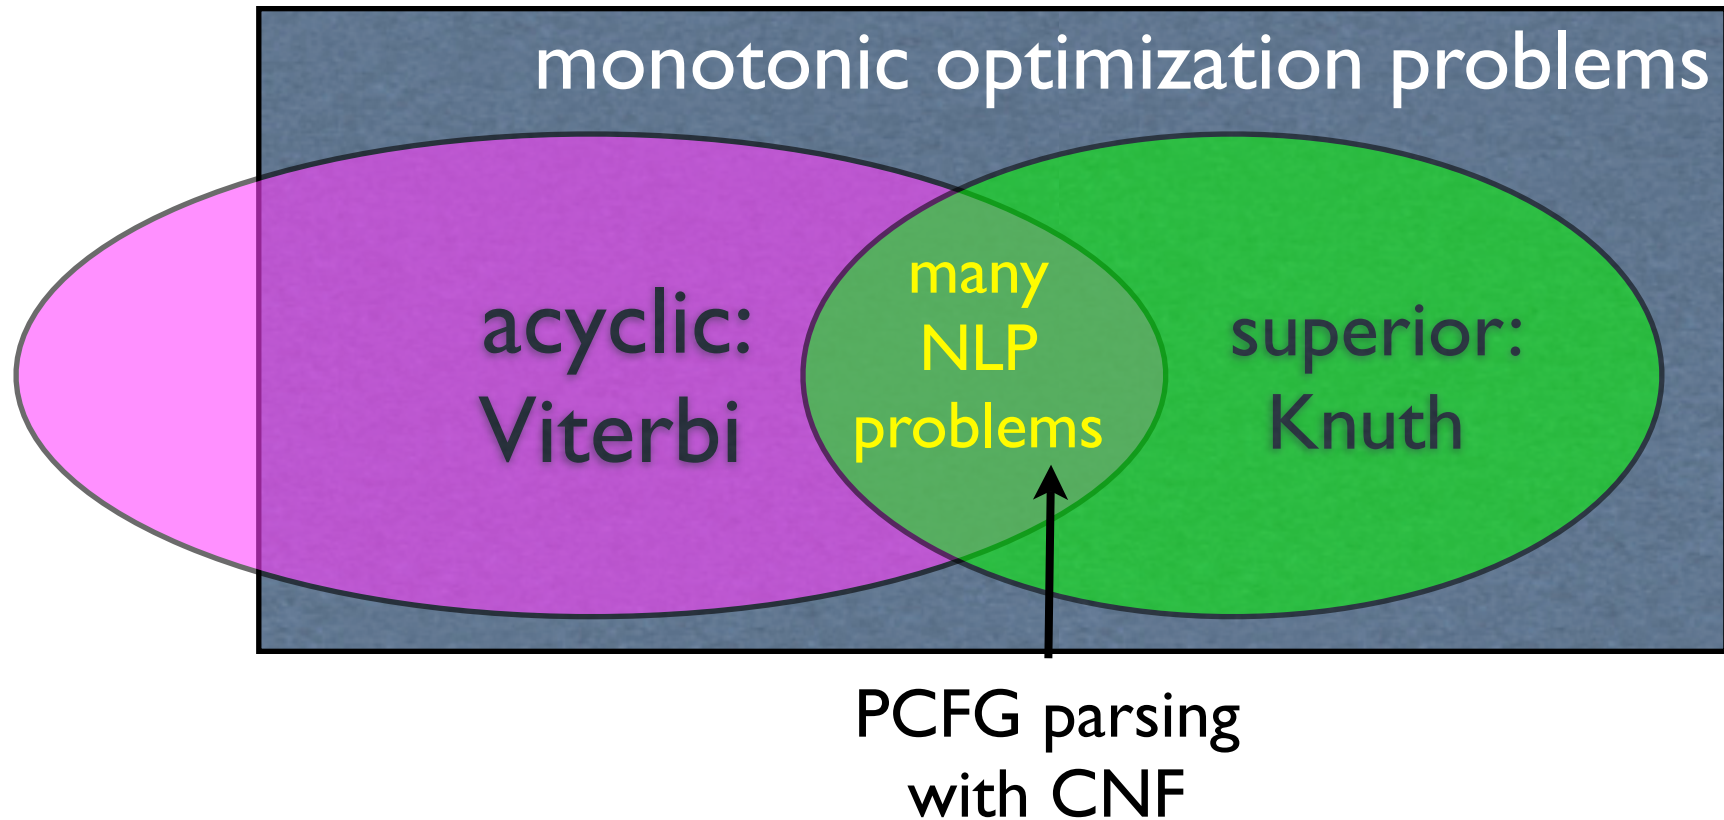 monotonic optimization problems
acyclic:
Viterbi
many
NLP
problems
superior:
Knuth
PCFG parsing
with CNF